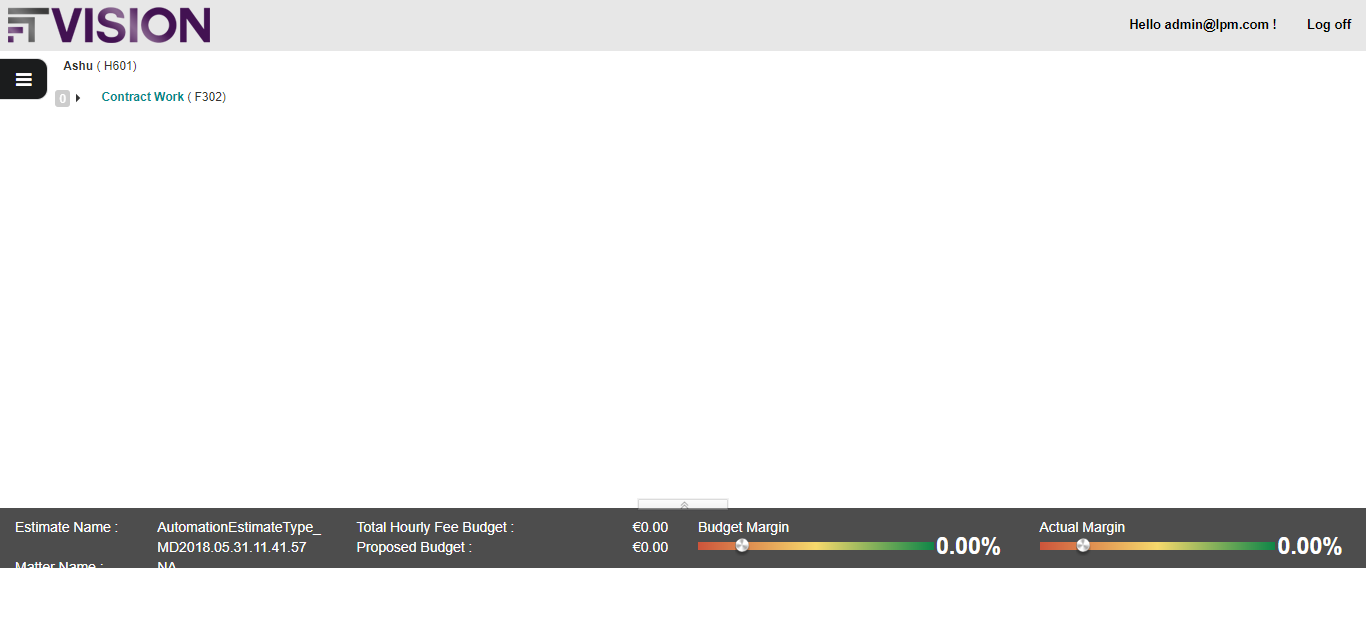 VISION
Hello admin@lpm.com !
Log off
Ashu ( H601)
0
Contract Work ( F302)
Estimate Name :
AutomationEstimateType_
MD2018.05.31.11.41.57
Matter Name :
NA
Total Hourly Fee Budget :
€0.00
Proposed Budget :
€0.00
Budget Margin
0.00%
Actual Margin
0.00%